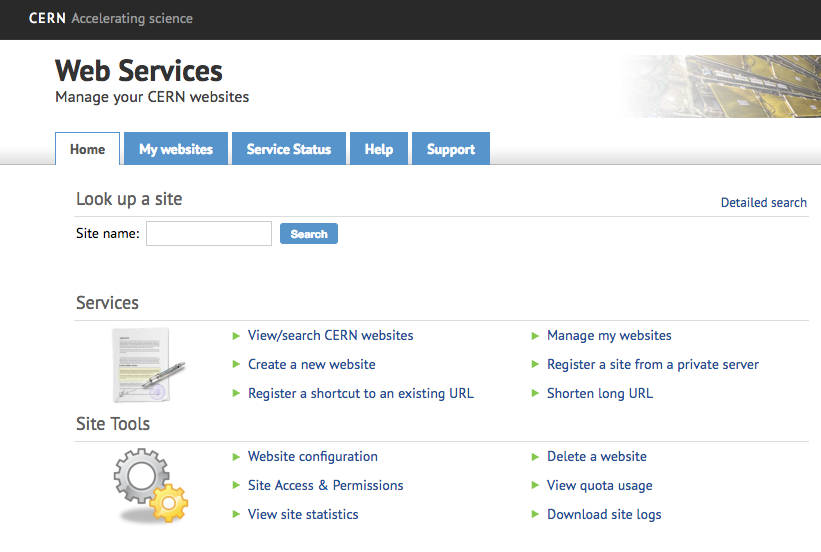 CERN Accelerating science
Web Services
Manage your CERN websites
Home My websites Service Status Help Support
Look up a site
Detailed search
Site name: Search
Services
View/search CERN websites
Manage my websites
Create a new website
Register a site from a private server
Register a shortcut to an existing URL
Shorten long URL
Site Tools
Website configuration
Delete a website
Site Access & Permissions
View quota usage
View site statistics
Download site logs